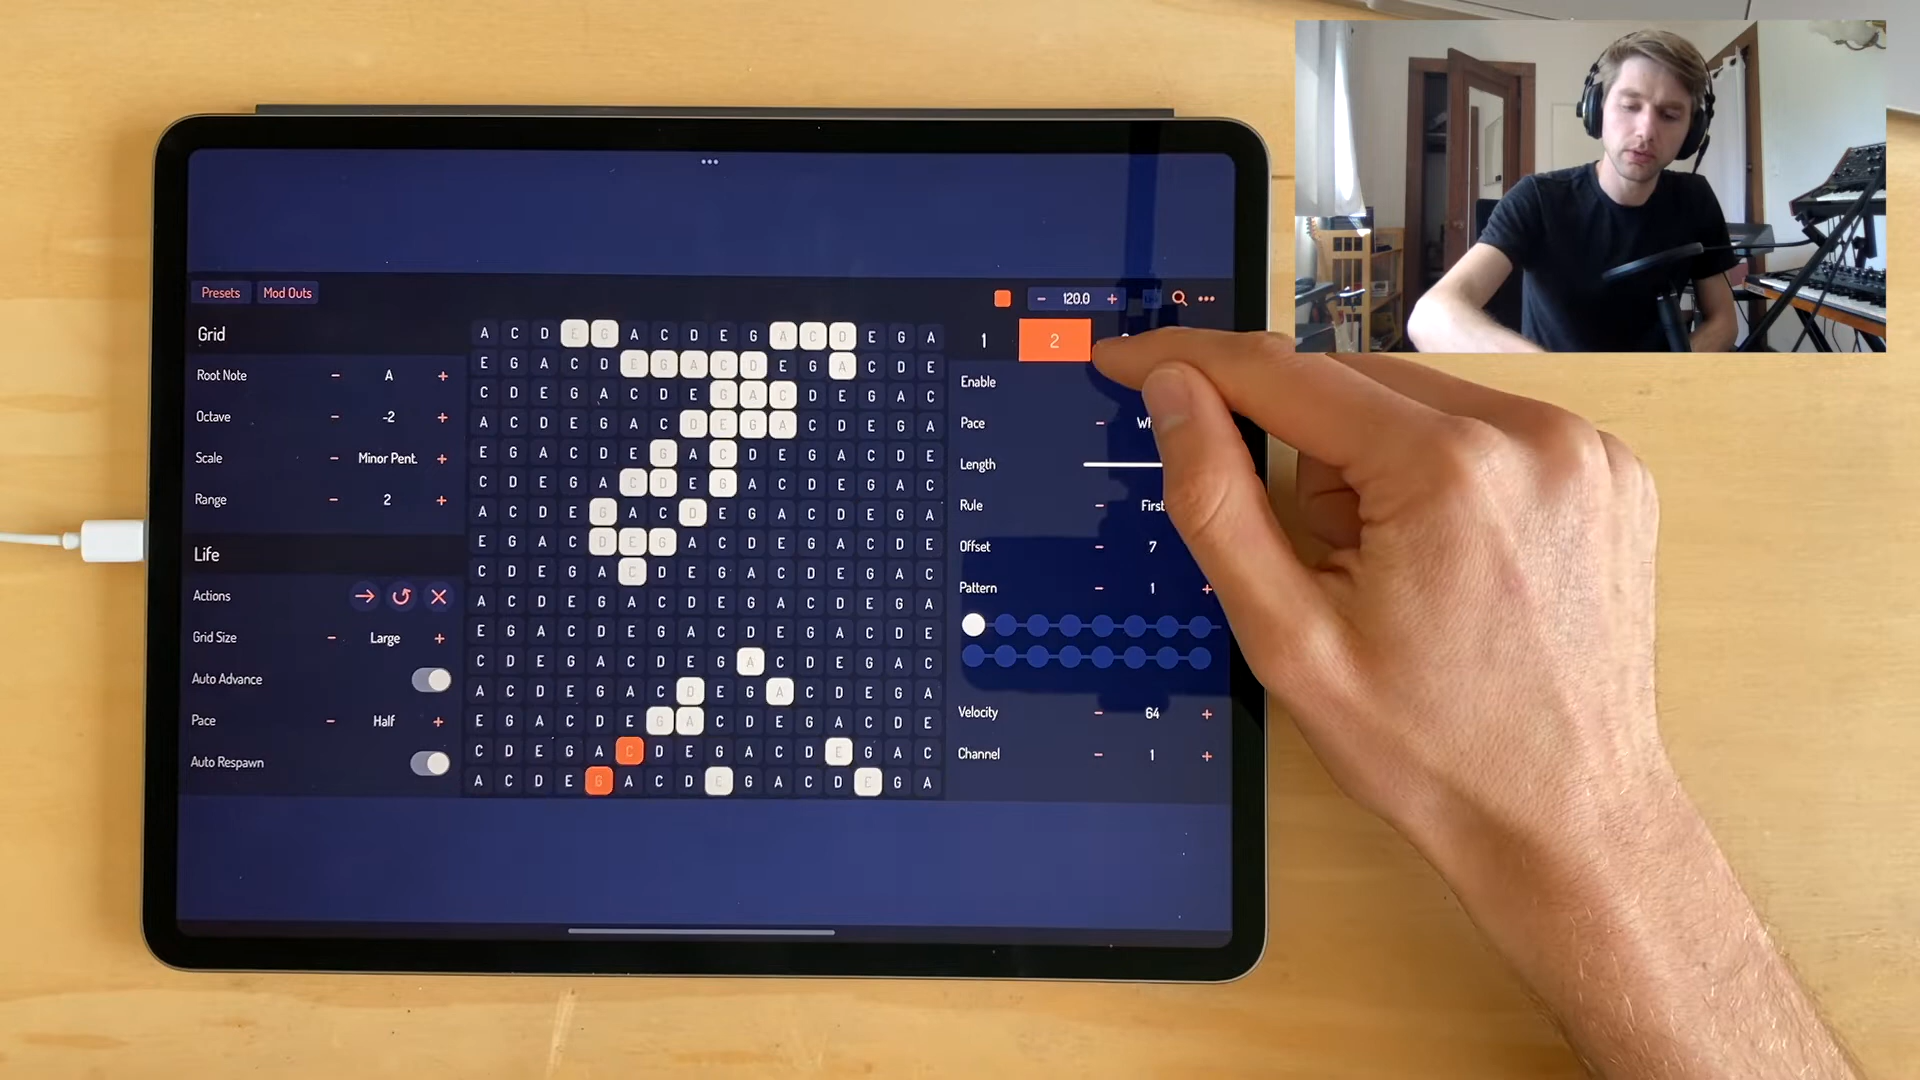 Presets Mod Outs - 120.0 +
Grid
Root Note - A +
Octave - -2 +
Scale - Minor Pent. +
Range - 2 +
Life
Actions
Grid Size - Large +
Auto Advance
Pace - Half +
Auto Respawn
A C D E G A C D E G A C D E G A
E G A C D E G A C D E G A C D E
C D E G A C D E G A C D E G A C
A C D E G A C D E G A C D E G A
E G A C D E G A C D E G A C D E
C D E G A C D E G A C D E G A C
A C D E G A C D E G A C D E G A
E G A C D E G A C D E G A C D E
C D E G A C D E G A C D E G A C
A C D E G A C D E G A C D E G A
E G A C D E G A C D E G A C D E
C D E G A C D E G A C D E G A C
A C D E G A C D E G A C D E G A
E G A C D E G A C D E G A C D E
C D E G A C D E G A C D E G A C
A C D E G A C D E G A C D E G A
1 2
Enable
Pace -
Length
Rule - First
Offset - 7
Pattern - 1 +
Velocity - 64 +
Channel - 1 +